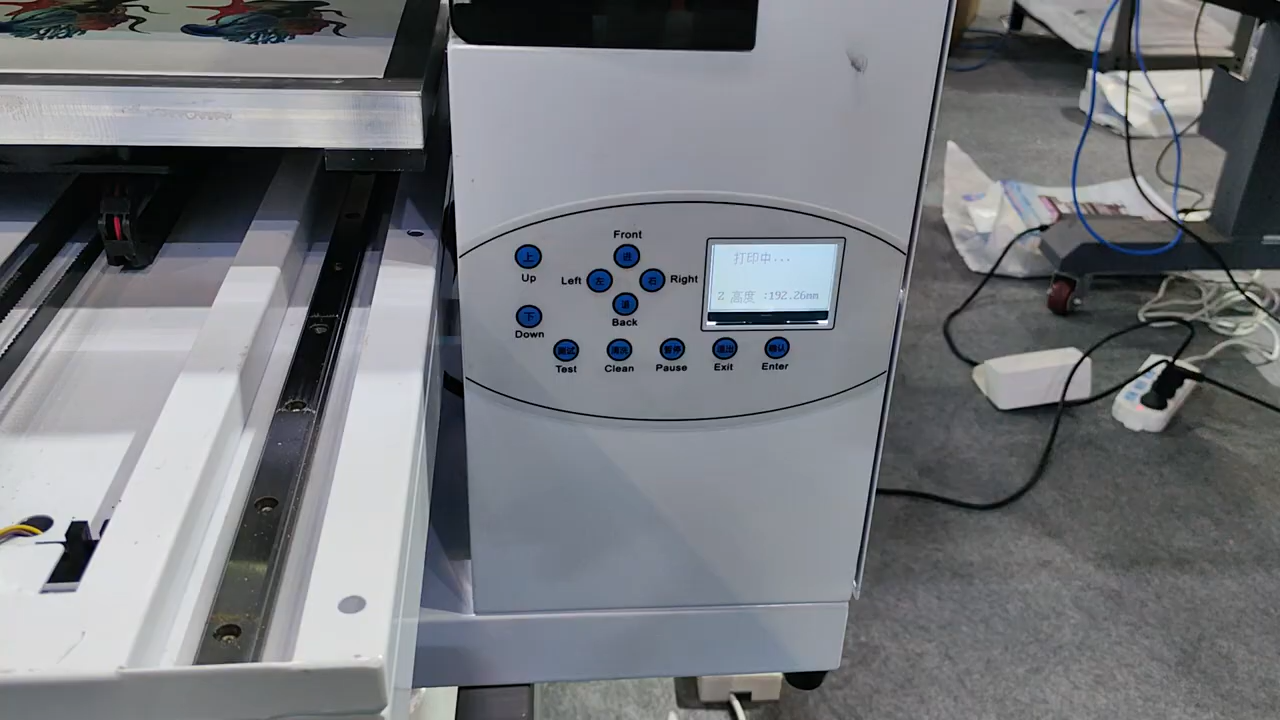 Front
上
进
打印中...
Up
Left
左
右
Right
Z 高度 :192.26mm
下
Back
Down
Test
Clean
Pause
Exit
Enter